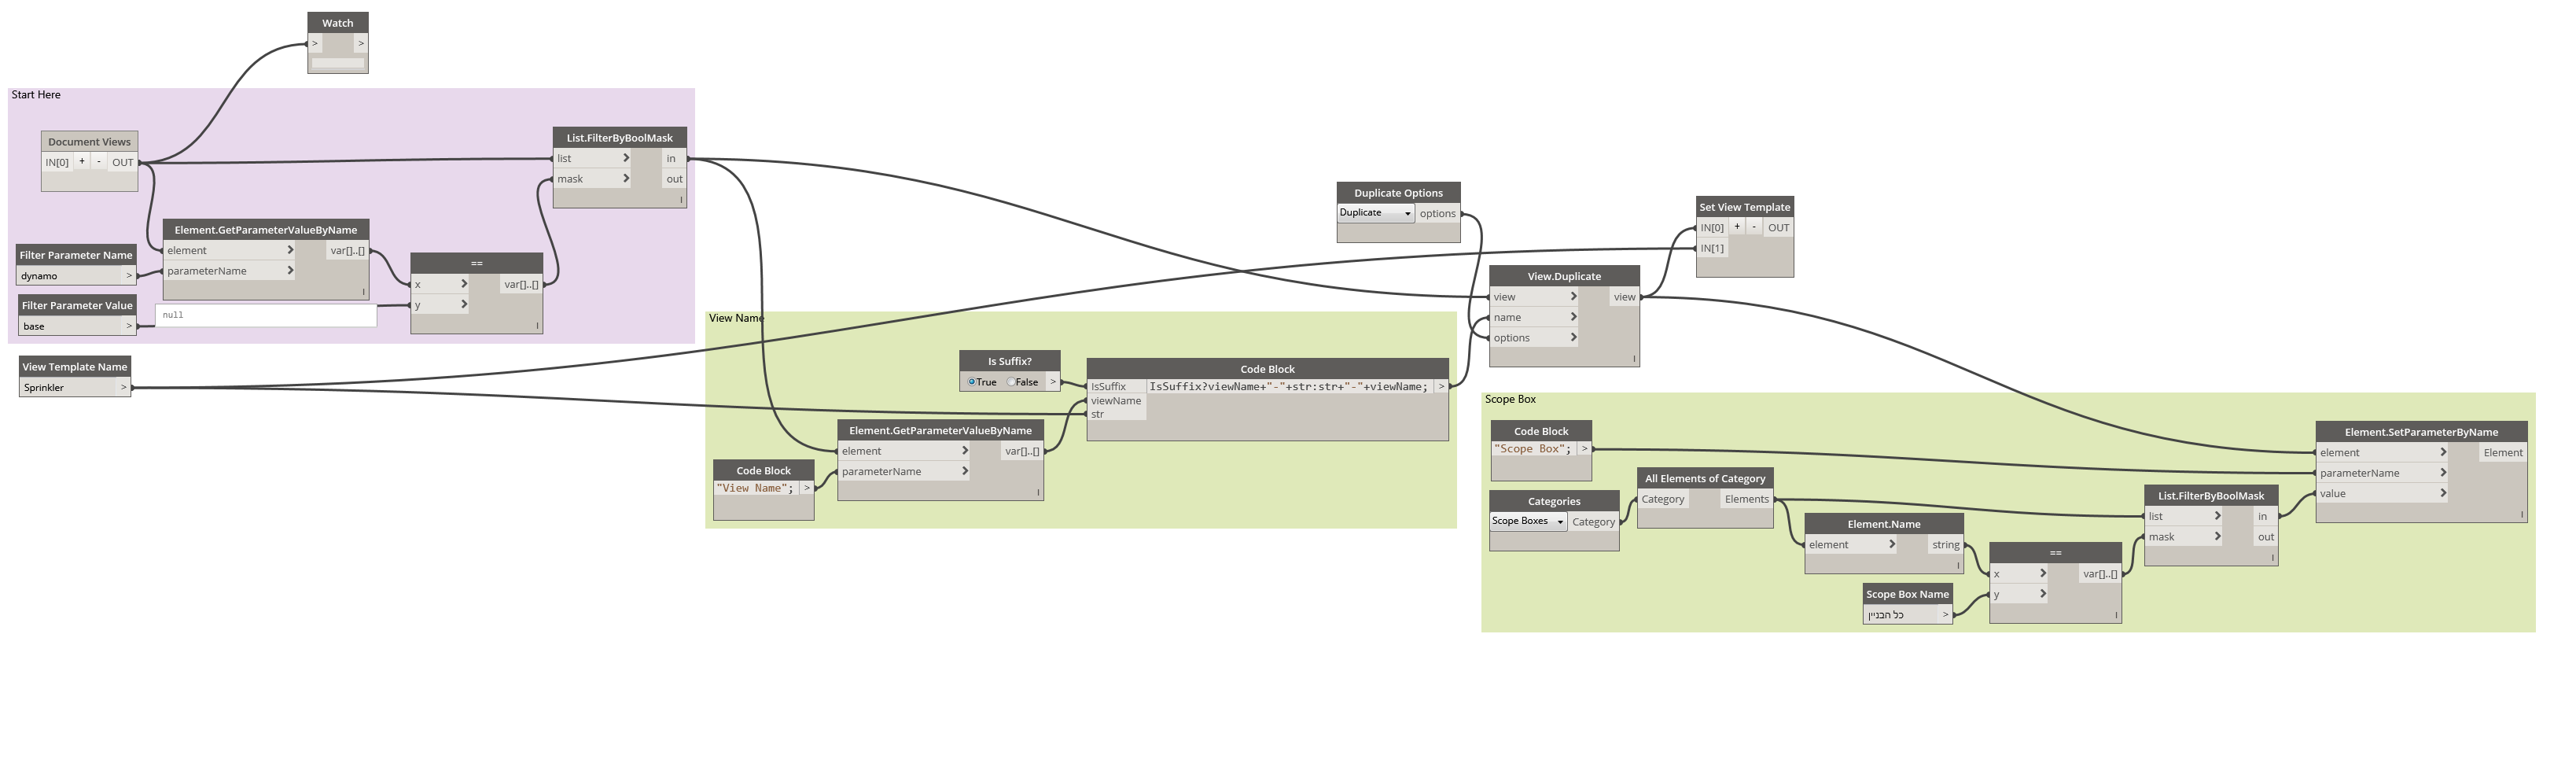 Watch
> >
Start Here
Document Views
IN[0] + - OUT
List.FilterByBoolMask
list > in
mask > out
l
Element.GetParameterValueByName
element > var[]..[]
parameterName >
l
Filter Parameter Name
dynamo >
Filter Parameter Value
base >
null
==
x > var[]..[]
y >
l
View Template Name
Sprinkler >
View Name
Is Suffix?
True False >
Code Block
IsSuffix IsSuffix?viewName+"-"+str:str+"-"+viewName; >
viewName
str
Element.GetParameterValueByName
element > var[]..[]
parameterName >
l
Code Block
"View Name"; >
Duplicate Options
Duplicate options
View.Duplicate
view > view
name >
options >
l
Set View Template
IN[0] + - OUT
IN[1]
Scope Box
Code Block
"Scope Box"; >
Categories
Scope Boxes Category
All Elements of Category
Category Elements
Element.Name
element > string
l
Scope Box Name
כל הבניין >
==
x > var[]..[]
y >
l
List.FilterByBoolMask
list > in
mask > out
l
Element.SetParameterByName
element > Element
parameterName >
value >
l